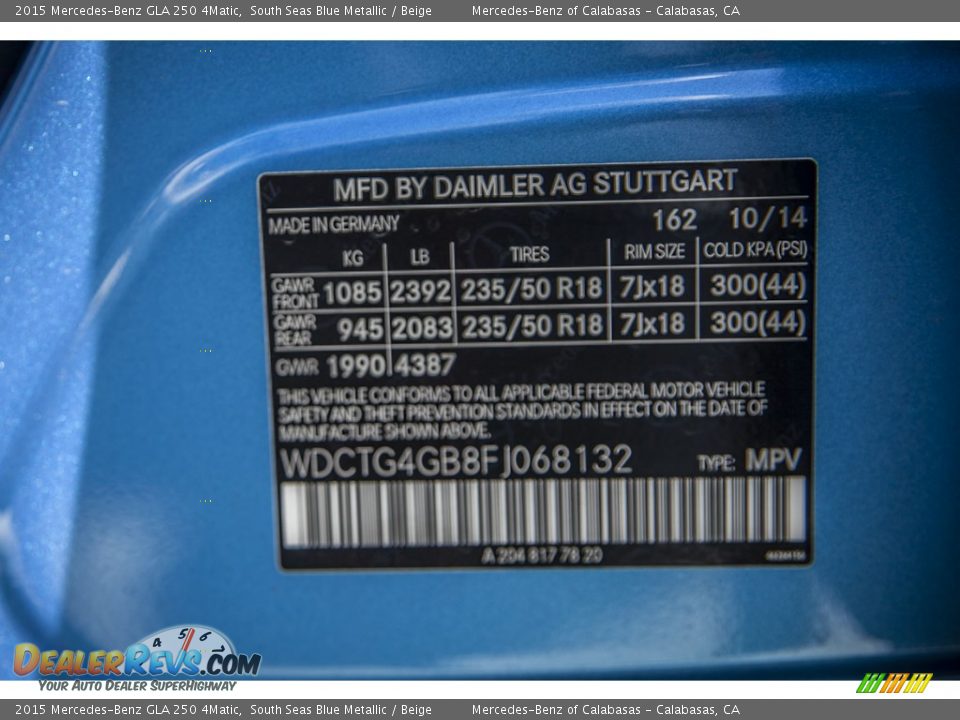 2015 Mercedes-Benz GLA 250 4Matic, South Seas Blue Metallic / Beige Mercedes-Benz of Calabasas - Calabasas, CA
MFD BY DAIMLER AG STUTTGART
MADE IN GERMANY 162 10/14
KG LB TIRES RIM SIZE COLD KPA (PSI)
GAWR FRONT 1085 2392 235/50 R18 7Jx18 300(44)
GAWR REAR 945 2083 235/50 R18 7Jx18 300(44)
GVWR 1990 4387
THIS VEHICLE CONFORMS TO ALL APPLICABLE FEDERAL MOTOR VEHICLE
SAFETY AND THEFT PREVENTION STANDARDS IN EFFECT ON THE DATE OF
MANUFACTURE SHOWN ABOVE.
WDCTG4GB8FJ068132 TYPE: MPV
A 204 817 78 20
4 5 6 7
DealerRevs.com
Your Auto Dealer SuperHighway
2015 Mercedes-Benz GLA 250 4Matic, South Seas Blue Metallic / Beige Mercedes-Benz of Calabasas - Calabasas, CA